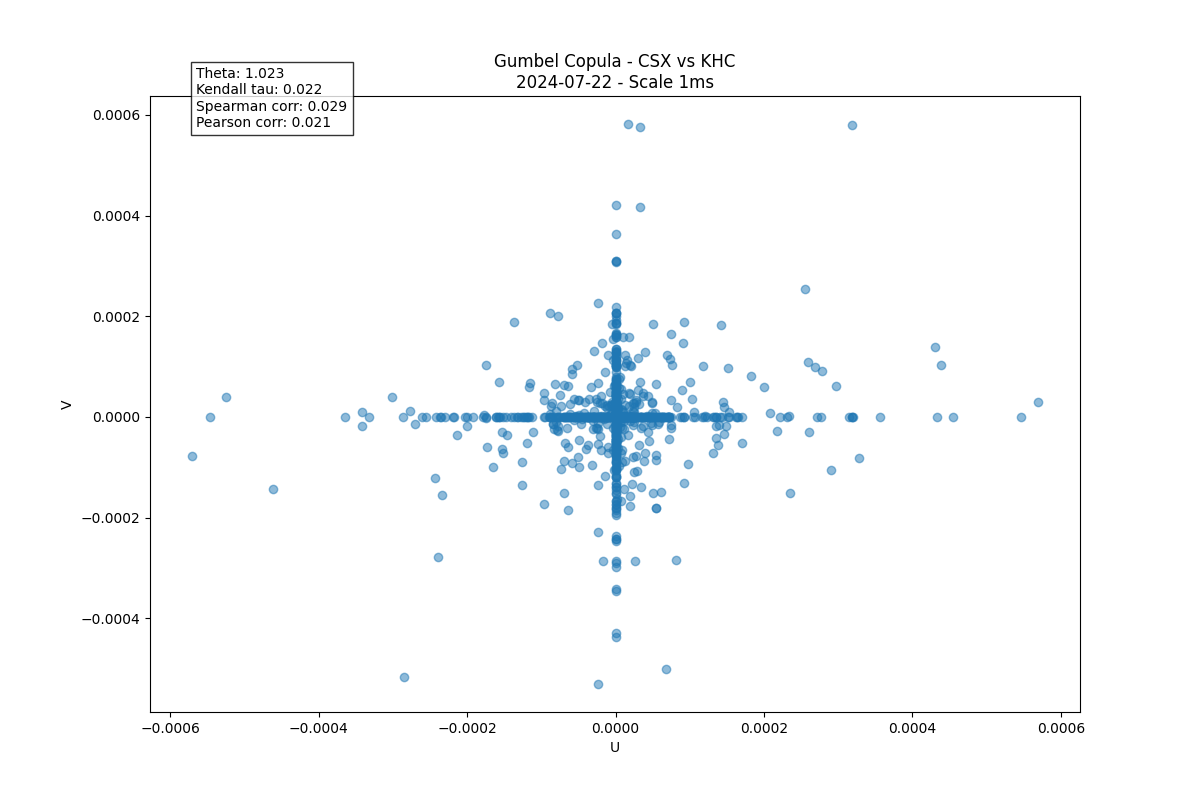 Gumbel Copula - CSX vs KHC
2024-07-22 - Scale 1ms
Theta: 1.023
Kendall tau: 0.022
Spearman corr: 0.029
Pearson corr: 0.021
0.0006
0.0004
0.0002
0.0000
−0.0002
−0.0004
V
−0.0006
−0.0004
−0.0002
0.0000
0.0002
0.0004
0.0006
U